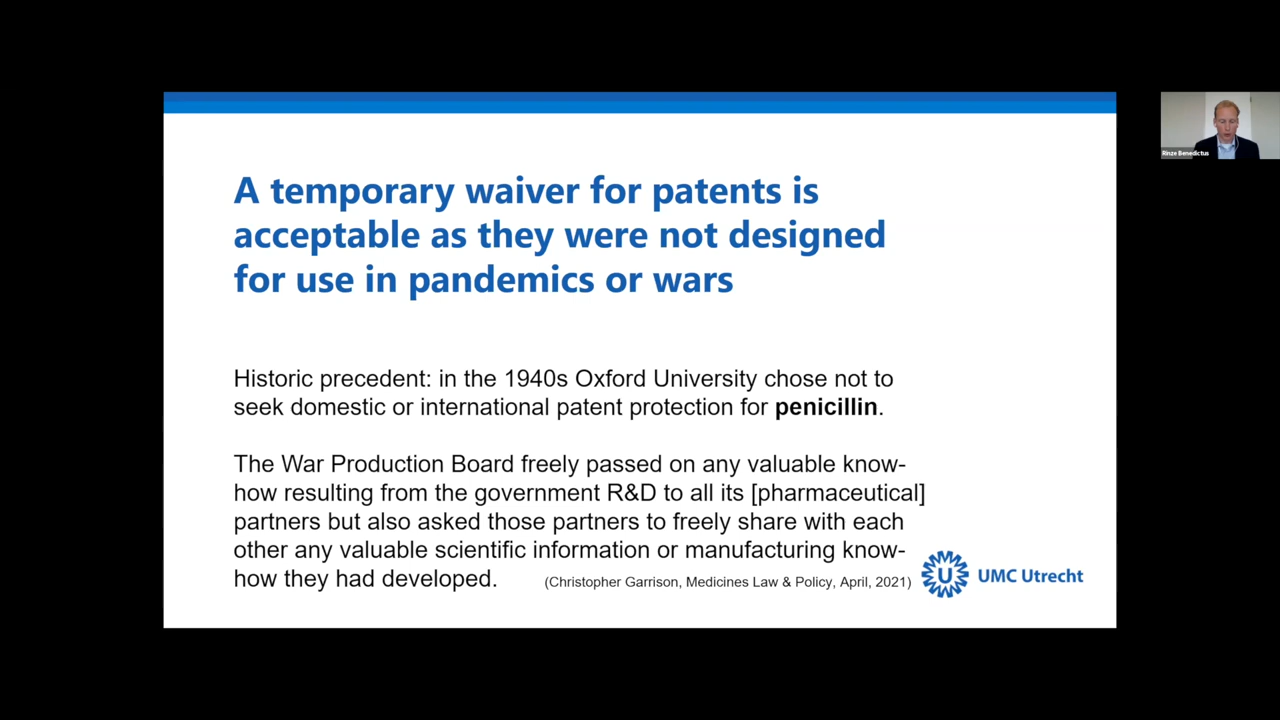 A temporary waiver for patents is
acceptable as they were not designed
for use in pandemics or wars
Historic precedent: in the 1940s Oxford University chose not to
seek domestic or international patent protection for penicillin.
The War Production Board freely passed on any valuable know-
how resulting from the government R&D to all its [pharmaceutical]
partners but also asked those partners to freely share with each
other any valuable scientific information or manufacturing know-
how they had developed.
(Christopher Garrison, Medicines Law & Policy, April, 2021)
U UMC Utrecht
Rinze Benedictus